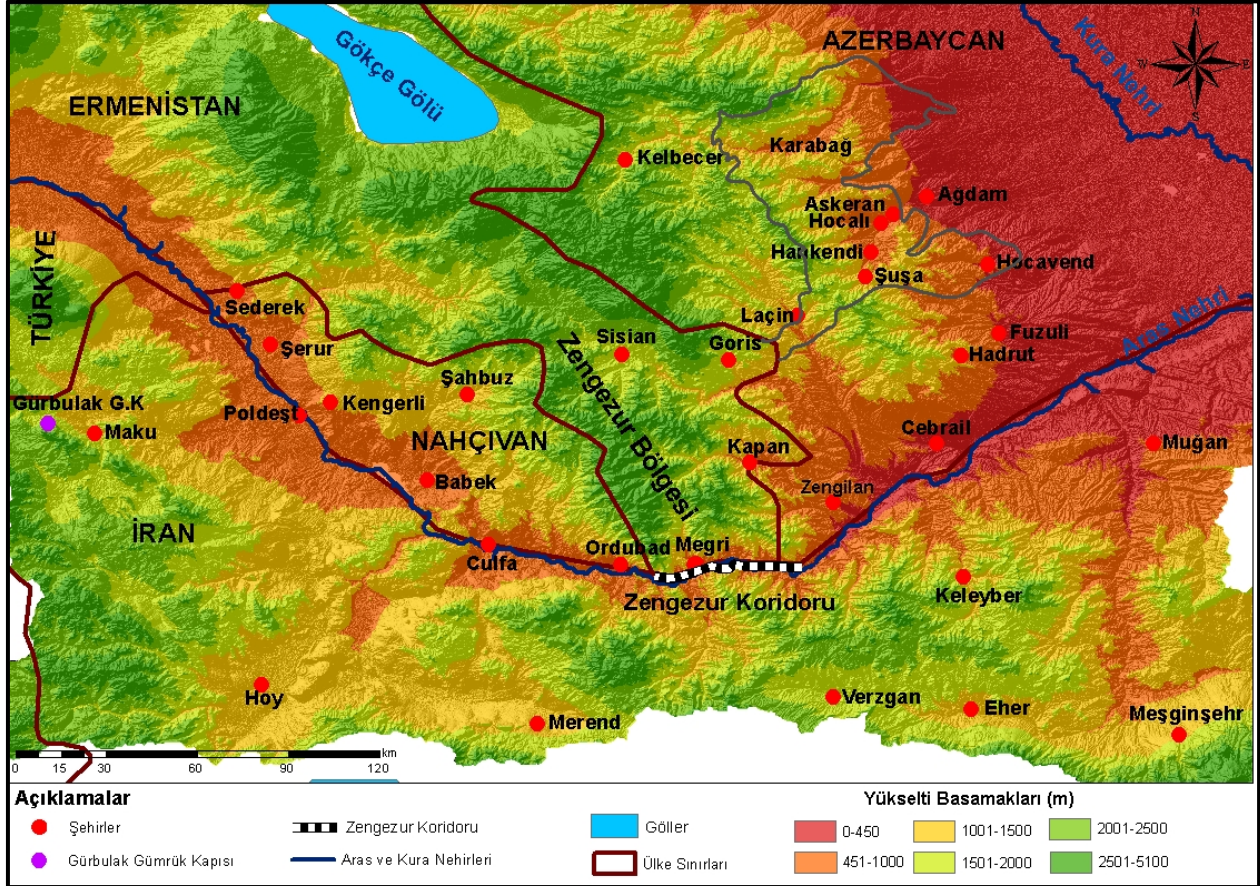 N
W
E
S
AZERBAYCAN
Kura Nehri
Gökçe Gölü
ERMENİSTAN
Karabağ
Kelbecer
Ağdam
Askeran
Hocalı
Hankendi
Hocavend
Şuşa
TÜRKİYE
Sederek
Laçin
Aras Nehri
Fuzuli
Şerur
Sisian
Goris
Hadrut
Zengezur Bölgesi
Şahbuz
Gürbulak G.K
Poldeşt
Kengerli
Maku
NAHÇIVAN
Kapan
Cebrail
Muğan
Babek
Zengilan
İRAN
Culfa
Ordubad
Megri
Keleyber
Zengezur Koridoru
Hoy
Merend
Verzgan
Eher
Meşginşehr
km
0 15 30 60 90 120
Açıklamalar
Yükselti Basamakları (m)
Şehirler
Zengezur Koridoru
Göller
0-450
1001-1500
2001-2500
Gürbulak Gümrük Kapısı
Aras ve Kura Nehirleri
Ülke Sınırları
451-1000
1501-2000
2501-5100